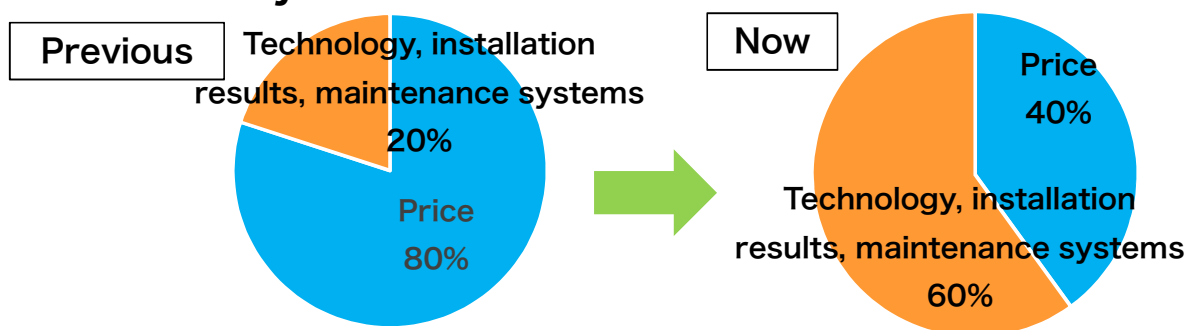 Previous
Technology, installation
results, maintenance systems
20%
Price
80%
Now
Price
40%
Technology, installation
results, maintenance systems
60%